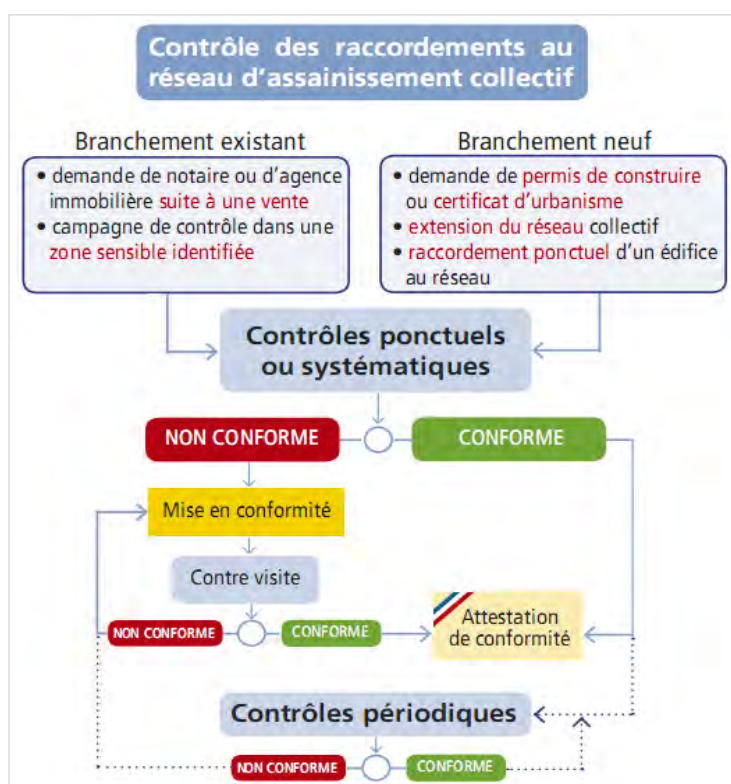 Contrôle des raccordements au
réseau d'assainissement collectif
Branchement existant
• demande de notaire ou d'agence
immobilière suite à une vente
• campagne de contrôle dans une
zone sensible identifiée
Branchement neuf
• demande de permis de construire
ou certificat d'urbanisme
• extension du réseau collectif
• raccordement ponctuel d'un édifice
au réseau
Contrôles ponctuels
ou systématiques
NON CONFORME
CONFORME
Mise en conformité
Contre visite
NON CONFORME
CONFORME
Attestation
de conformité
Contrôles périodiques
NON CONFORME
CONFORME